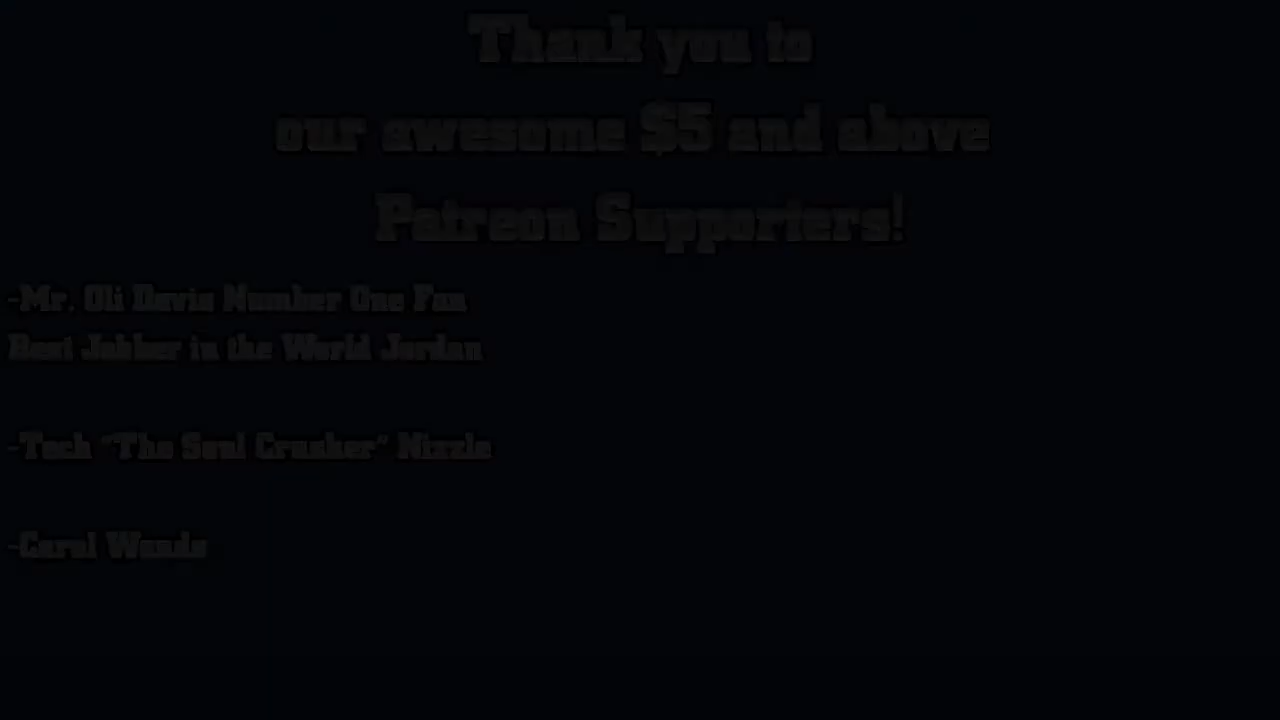 Thank you to
our awesome $5 and above
Patreon Supporters!
-Mr. Oli Davis Number One Fan
Best Jobber in the World Jordan
-Tech "The Soul Crusher" Nizzle
-Carol Woods